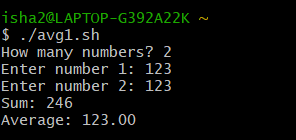 isha2@LAPTOP-G392A22K ~
$ ./avg1.sh
How many numbers? 2
Enter number 1: 123
Enter number 2: 123
Sum: 246
Average: 123.00